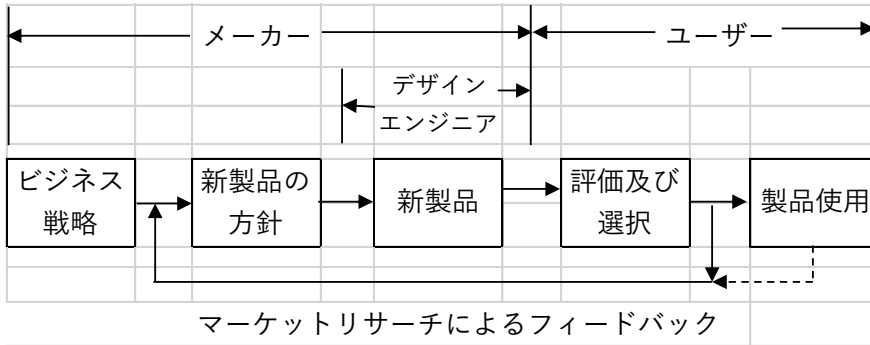 メーカー
ユーザー
デザイン
エンジニア
ビジネス
戦略
新製品の
方針
新製品
評価及び
選択
製品使用
マーケットリサーチによるフィードバック